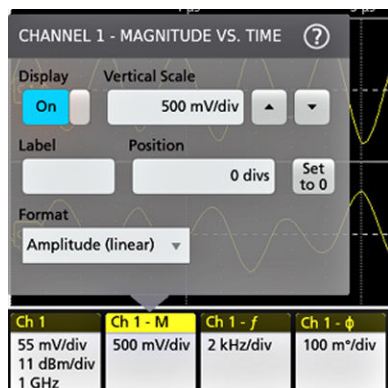 CHANNEL 1 - MAGNITUDE VS. TIME ?
Display Vertical Scale
On 500 mV/div
Label Position
0 divs Set to 0
Format
Amplitude (linear)
Ch 1 Ch 1 - M Ch 1 - f Ch 1 - ϕ
55 mV/div 500 mV/div 2 kHz/div 100 m°/div
11 dBm/div
1 GHz